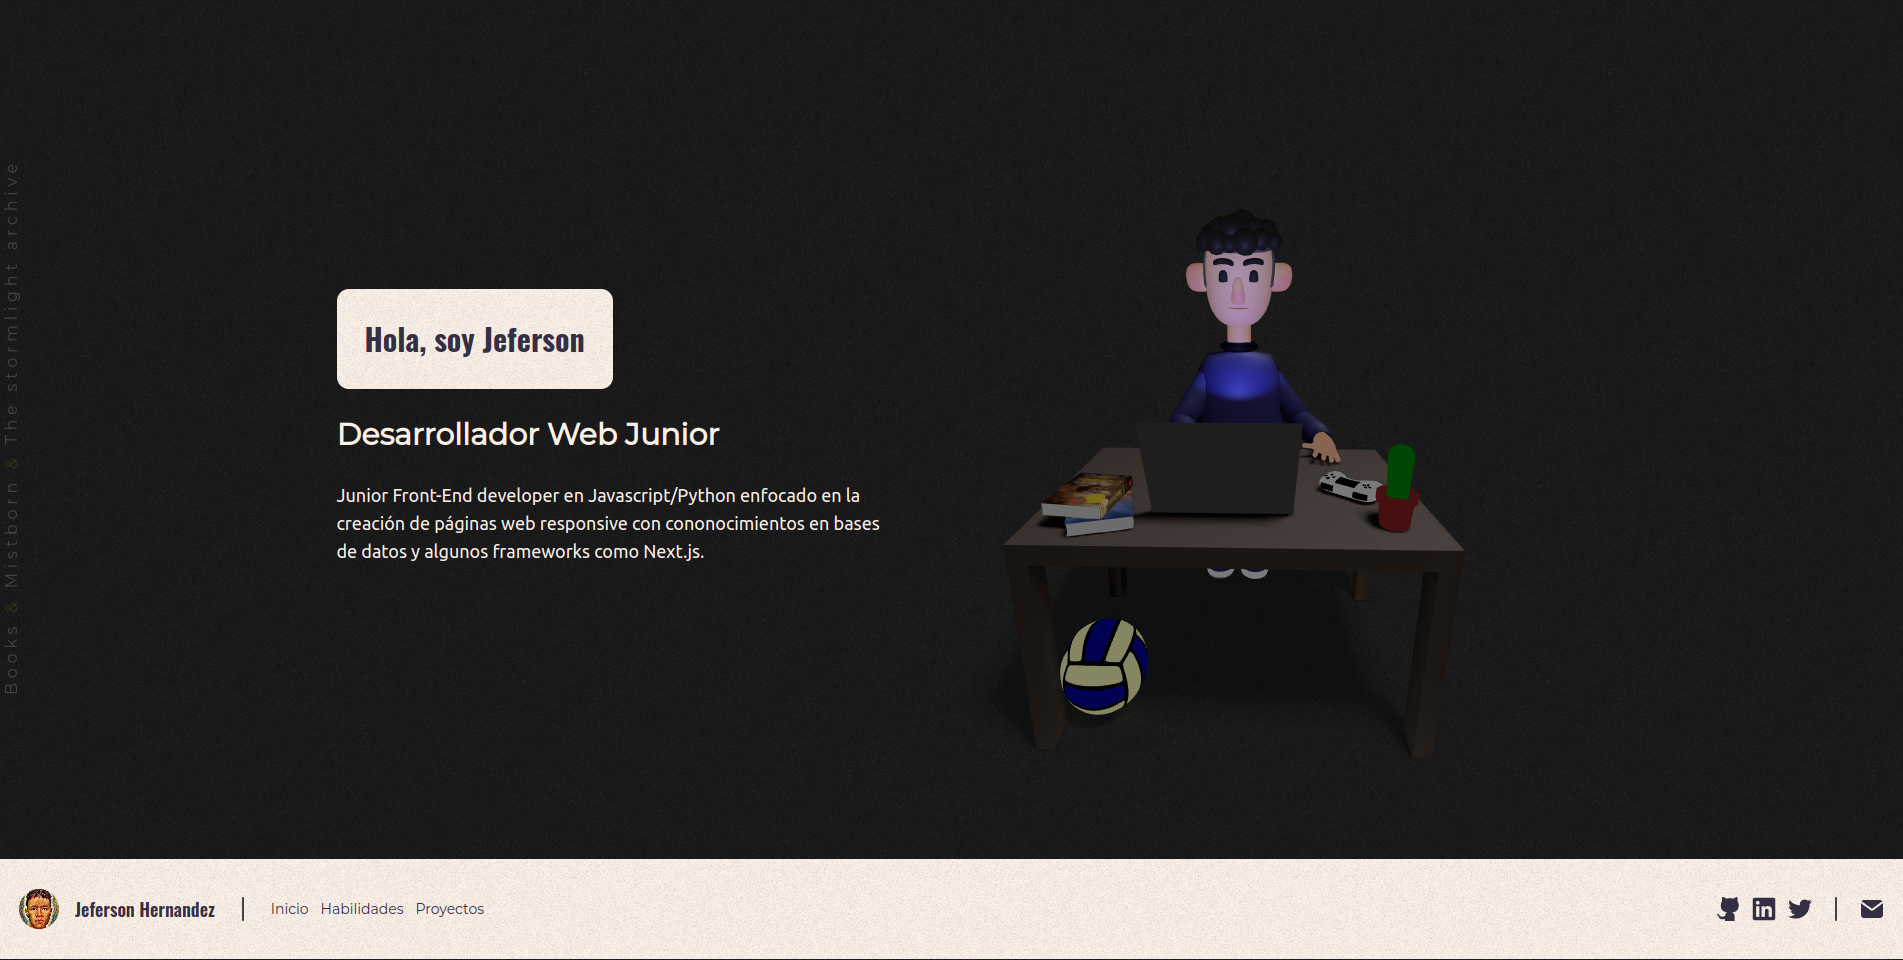 Books & Mistborn & The stormlight archive
Hola, soy Jeferson
Desarrollador Web Junior
Junior Front-End developer en Javascript/Python enfocado en la
creación de páginas web responsive con cononocimientos en bases
de datos y algunos frameworks como Next.js.
Jeferson Hernandez
Inicio Habilidades Proyectos
in